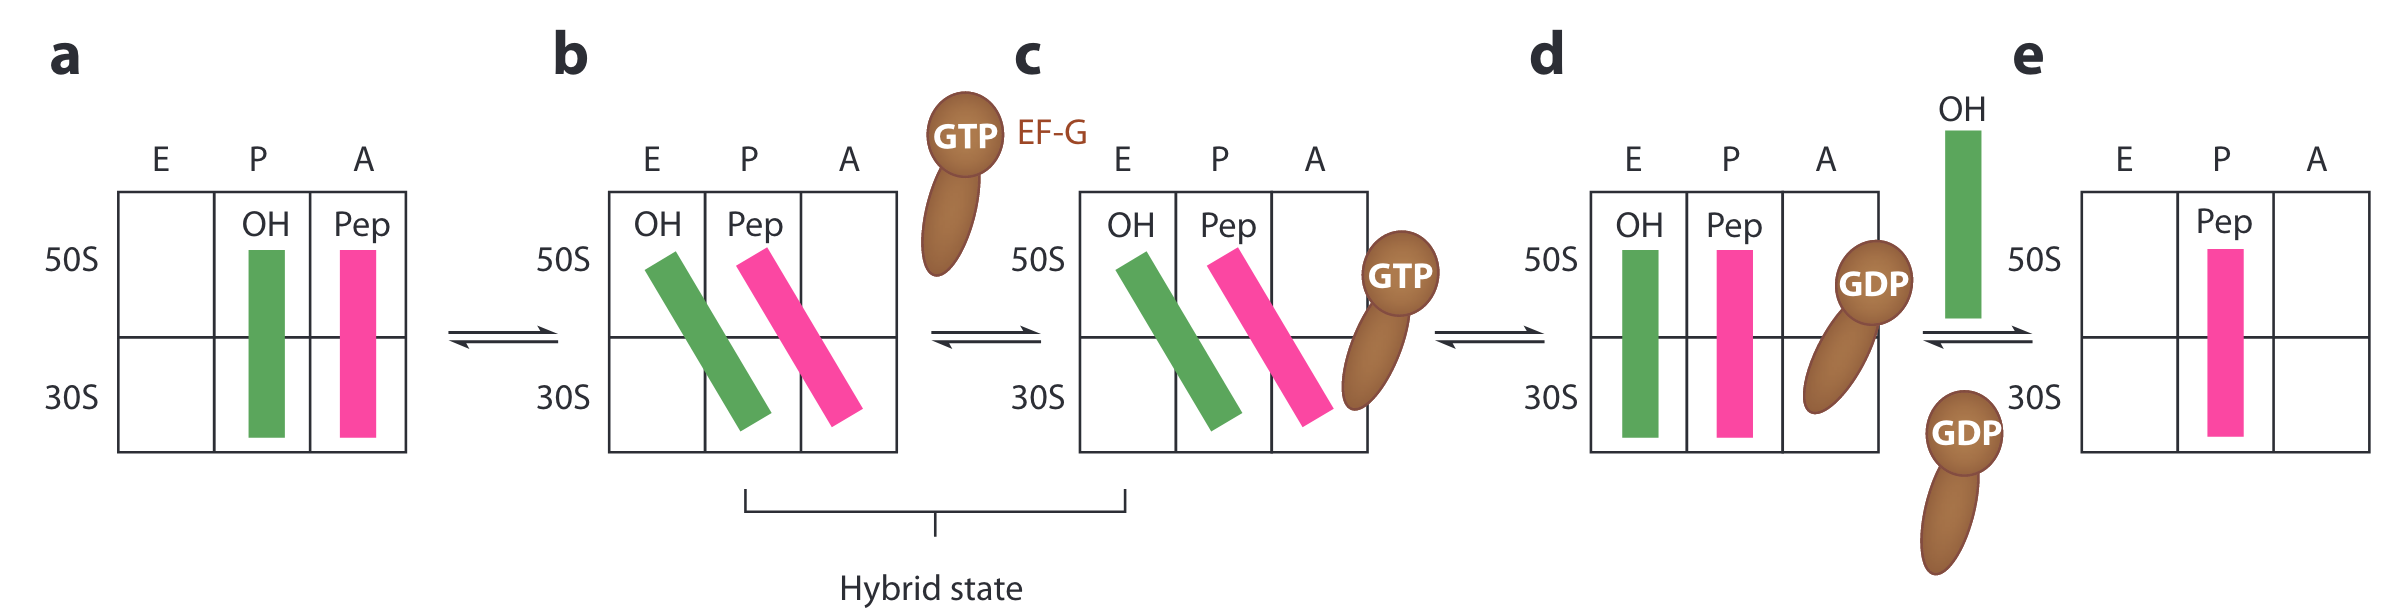 a
b
c
d
e
GTP
EF-G
OH
E P A
E P A
E P A
E P A
E P A
OH Pep
OH Pep
OH Pep
OH Pep
Pep
50S
50S
50S
50S
50S
GTP
GDP
30S
30S
30S
30S
30S
GDP
Hybrid state